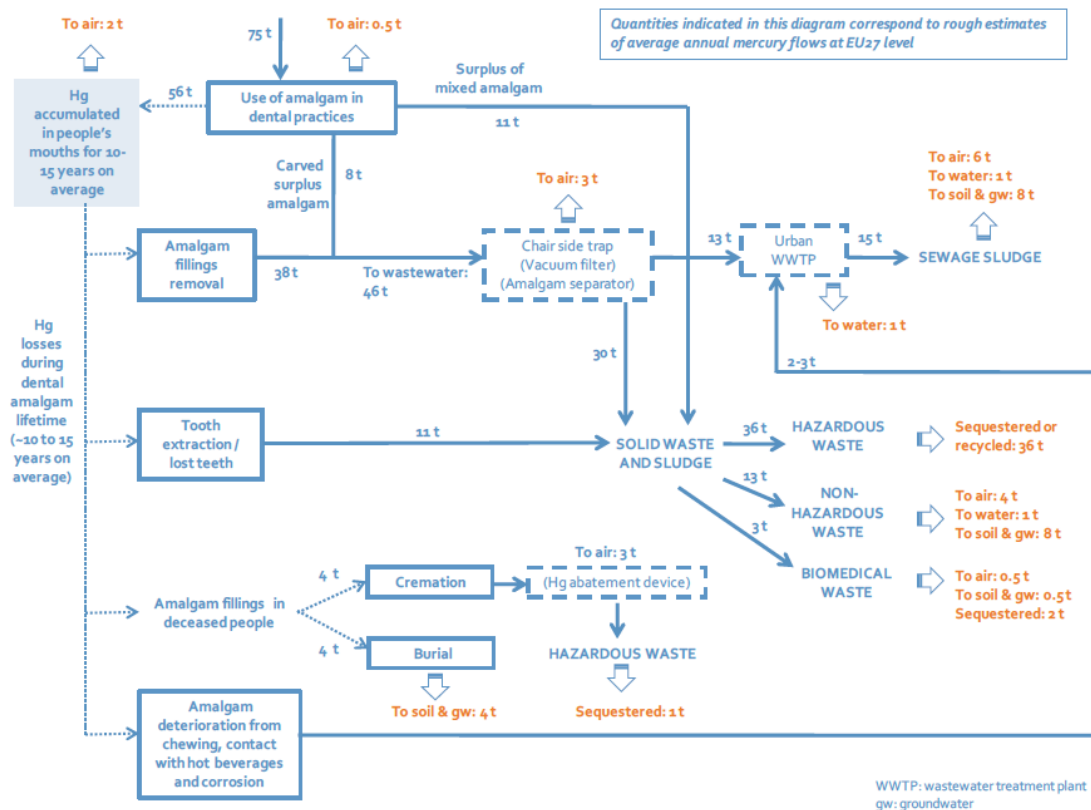 To air: 2 t
75 t
To air: 0.5 t
Quantities indicated in this diagram correspond to rough estimates
of average annual mercury flows at EU27 level
Hg
accumulated
in people's
mouths for 10-
15 years on
average
56 t
Use of amalgam in
dental practices
Surplus of
mixed amalgam
11 t
Carved
surplus
amalgam
8 t
To air: 3 t
To air: 6 t
To water: 1 t
To soil & gw: 8 t
Amalgam
fillings
removal
38 t
To wastewater:
46 t
Chair side trap
(Vacuum filter)
(Amalgam separator)
13 t
Urban
WWTP
15 t
SEWAGE SLUDGE
To water: 1 t
Hg
losses
during
dental
amalgam
lifetime
(~10 to 15
years on
average)
30 t
2-3 t
Tooth
extraction /
lost teeth
11 t
SOLID WASTE
AND SLUDGE
36 t
HAZARDOUS
WASTE
Sequestered or
recycled: 36 t
13 t
NON-
HAZARDOUS
WASTE
To air: 4 t
To water: 1 t
To soil & gw: 8 t
3 t
BIOMEDICAL
WASTE
To air: 0.5 t
To soil & gw: 0.5 t
Sequestered: 2 t
Amalgam fillings in
deceased people
4 t
Cremation
To air: 3 t
(Hg abatement device)
4 t
Burial
HAZARDOUS WASTE
To soil & gw: 4 t
Sequestered: 1 t
Amalgam
deterioration from
chewing, contact
with hot beverages
and corrosion
WWTP: wastewater treatment plant
gw: groundwater